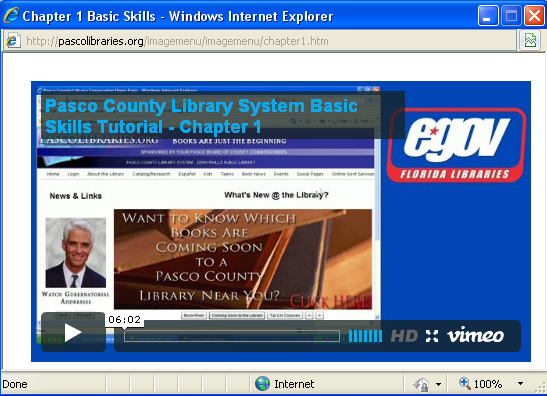 Chapter 1 Basic Skills - Windows Internet Explorer
http://pascolibraries.org/imagemenu/imagemenu/chapter1.htm
Pasco County Library System Basic
Skills Tutorial - Chapter 1
PASCOLIBRARIES.ORG BOOKS ARE JUST THE BEGINNING
SPONSORED BY YOUR PASCO BOARD OF COUNTY COMMISSIONERS
PASCO COUNTY LIBRARY SYSTEM ZEPHYRHILLS PUBLIC LIBRARY
Home Login About the Library Catalog/Research Español Kids Teens Book News Events Social Pages Online Govt Services
egov
FLORIDA LIBRARIES
News & Links
What's New @ the Library?
WANT TO KNOW WHICH
BOOKS ARE
COMING SOON
TO A
PASCO COUNTY
LIBRARY NEAR YOU?
CLICK HERE
WATCH GUBERNATORIAL
ADDRESSES
Book River Coming Soon to the Library Tai Chi Classes
06:02
HD vimeo
Done Internet 100%